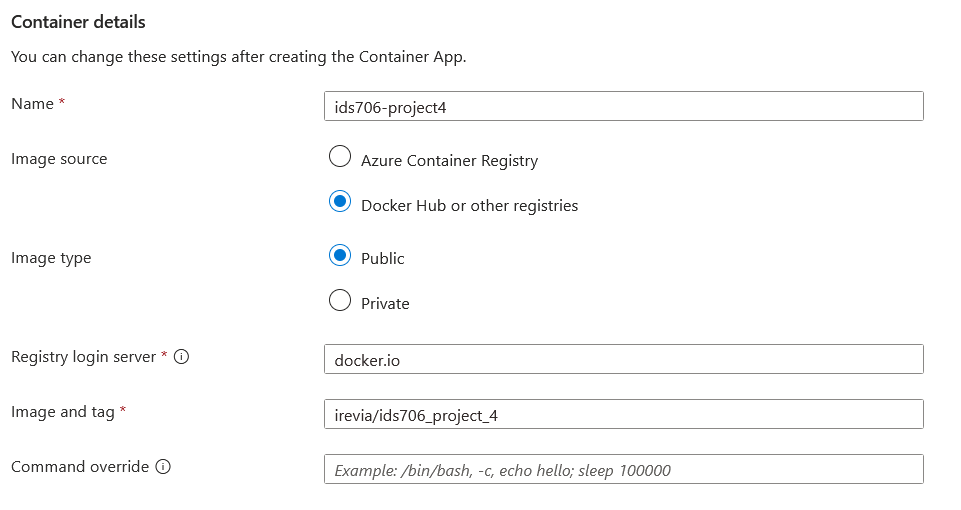 Container details
You can change these settings after creating the Container App.
Name *
ids706-project4
Image source
Azure Container Registry
Docker Hub or other registries
Image type
Public
Private
Registry login server *
docker.io
Image and tag *
irevia/ids706_project_4
Command override
Example: /bin/bash, -c, echo hello; sleep 100000